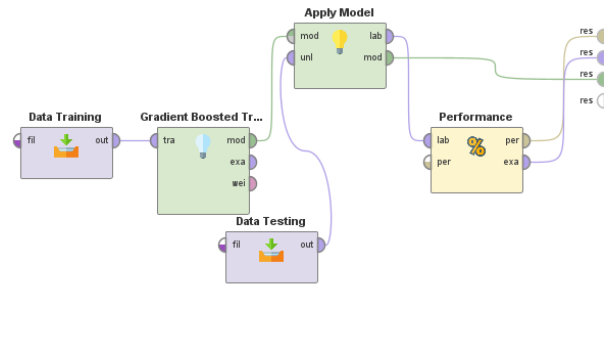 Apply Model
mod lab
unl mod
res
res
res
res
Data Training
fil out
Gradient Boosted Tr...
tra mod
exa
wei
Performance
lab per
per exa
Data Testing
fil out
%